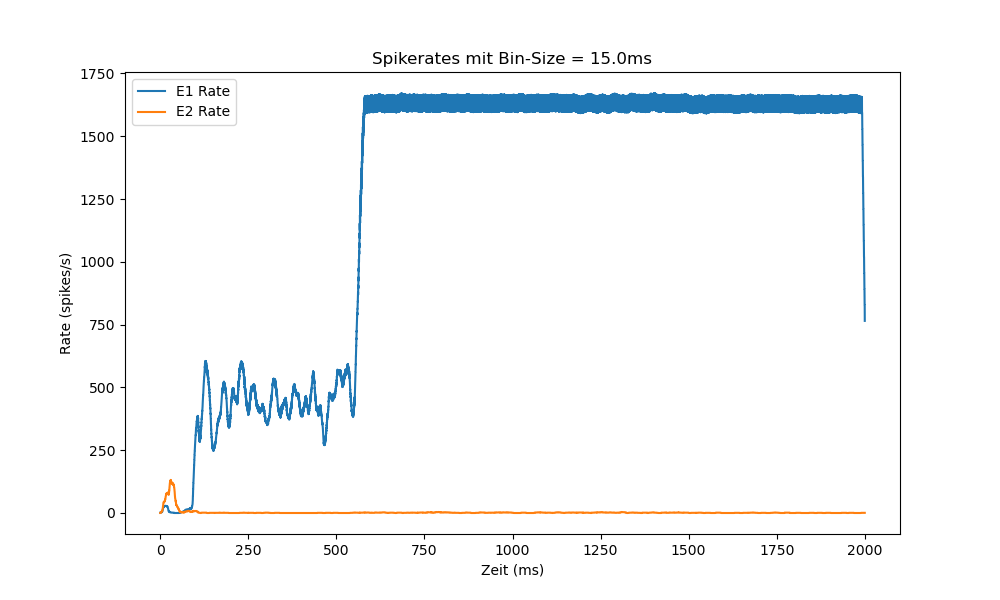 Spikerates mit Bin-Size = 15.0ms
E1 Rate
E2 Rate
1750
1500
1250
1000
750
500
250
0
Rate (spikes/s)
0 250 500 750 1000 1250 1500 1750 2000
Zeit (ms)